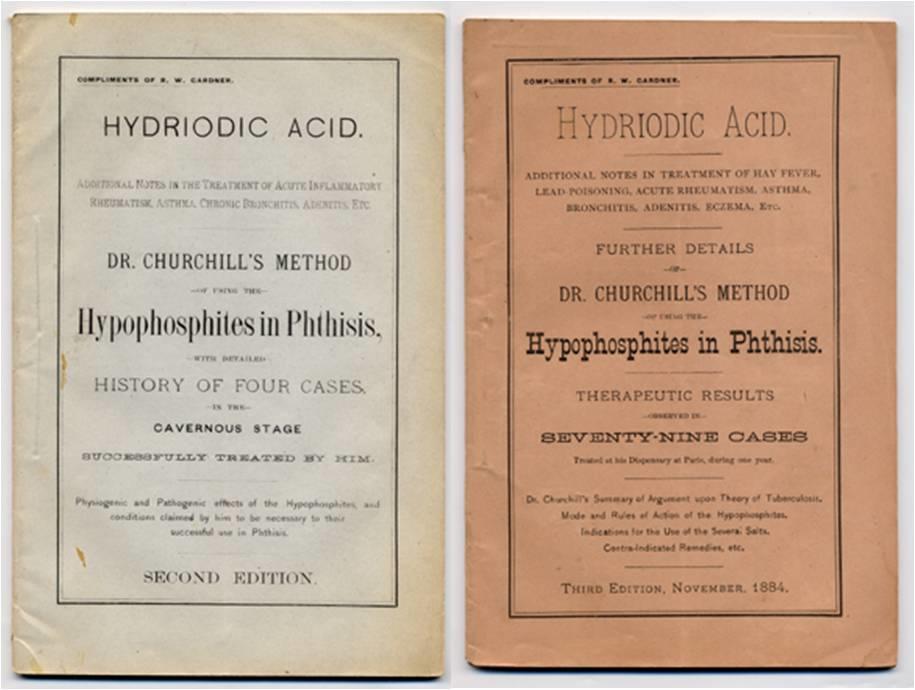 COMPLIMENTS OF R. W. GARDNER.
HYDRIODIC ACID.
ADDITIONAL NOTES IN THE TREATMENT OF ACUTE INFLAMMATORY
RHEUMATISM, ASTHMA, CHRONIC BRONCHITIS, ADENITIS, ETC.
DR. CHURCHILL'S METHOD
—OF USING THE—
Hypophosphites in Phthisis,
—WITH DETAILED—
HISTORY OF FOUR CASES,
—IN THE—
CAVERNOUS STAGE
SUCCESSFULLY TREATED BY HIM.
Physiogenic and Pathogenic effects of the Hypophosphites, and
conditions claimed by him to be necessary to their
successful use in Phthisis.
SECOND EDITION.
COMPLIMENTS OF R. W. GARDNER.
HYDRIODIC ACID.
ADDITIONAL NOTES IN TREATMENT OF HAY FEVER,
LEAD POISONING, ACUTE RHEUMATISM, ASTHMA,
BRONCHITIS, ADENITIS, ECZEMA, ETC.
FURTHER DETAILS
—OF—
DR. CHURCHILL'S METHOD
—OF USING THE—
Hypophosphites in Phthisis.
THERAPEUTIC RESULTS
—OBSERVED IN—
SEVENTY-NINE CASES
Treated at his Dispensary at Paris, during one year.
Dr. Churchill's Summary of Argument upon Theory of Tuberculosis,
Mode and Rules of Action of the Hypophosphites,
Indications for the Use of the Several Salts,
Contra-Indicated Remedies, etc.
THIRD EDITION, NOVEMBER, 1884.